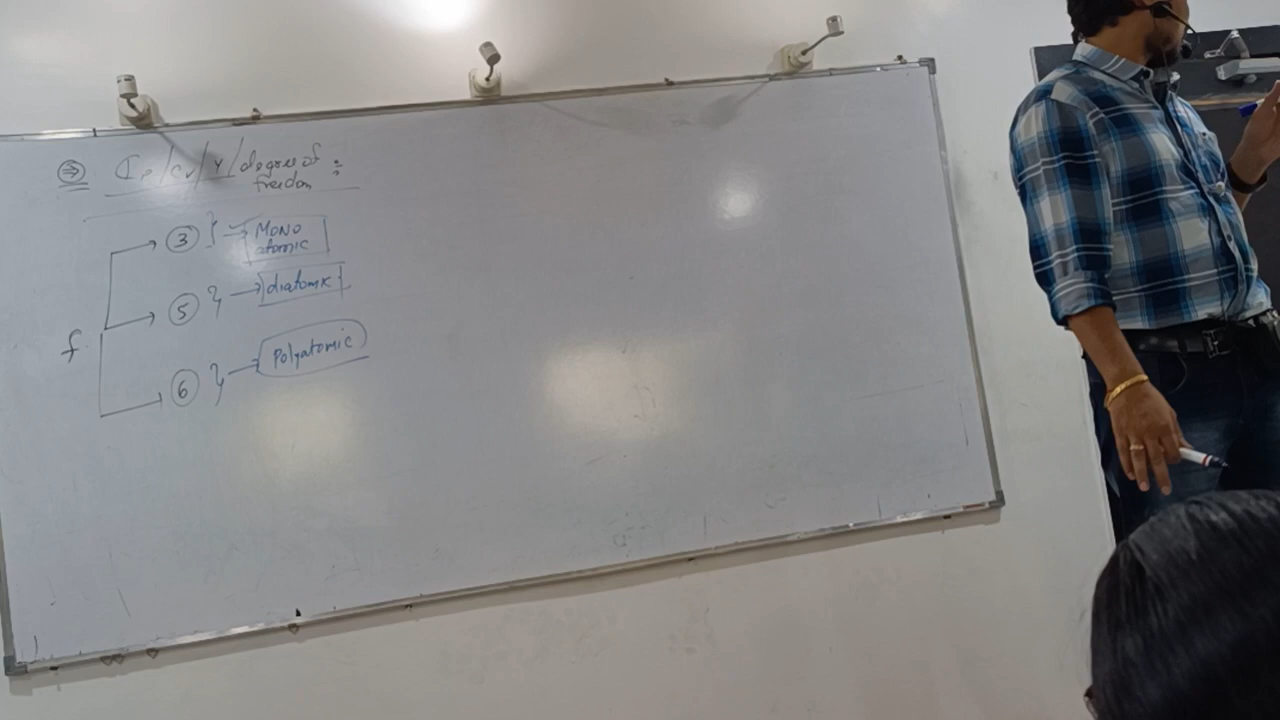 ⇒ Cp/Cv/γ/degree of
freedom :
f
3 } → MONO
atomic
5 } → diatomic
6 } → Polyatomic